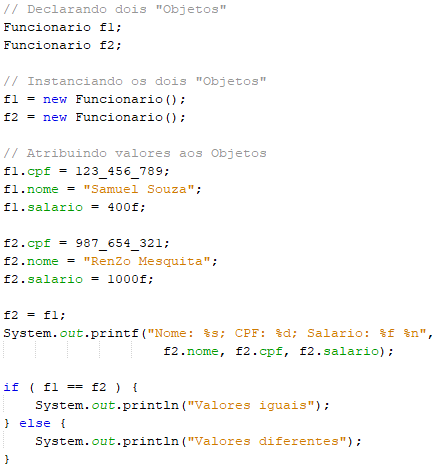 // Declarando dois "Objetos"
Funcionario f1;
Funcionario f2;
// Instanciando os dois "Objetos"
f1 = new Funcionario();
f2 = new Funcionario();
// Atribuindo valores aos Objetos
f1.cpf = 123_456_789;
f1.nome = "Samuel Souza";
f1.salario = 400f;
f2.cpf = 987_654_321;
f2.nome = "RenZo Mesquita";
f2.salario = 1000f;
f2 = f1;
System.out.printf("Nome: %s; CPF: %d; Salario: %f %n",
f2.nome, f2.cpf, f2.salario);
if ( f1 == f2 ) {
System.out.println("Valores iguais");
} else {
System.out.println("Valores diferentes");
}